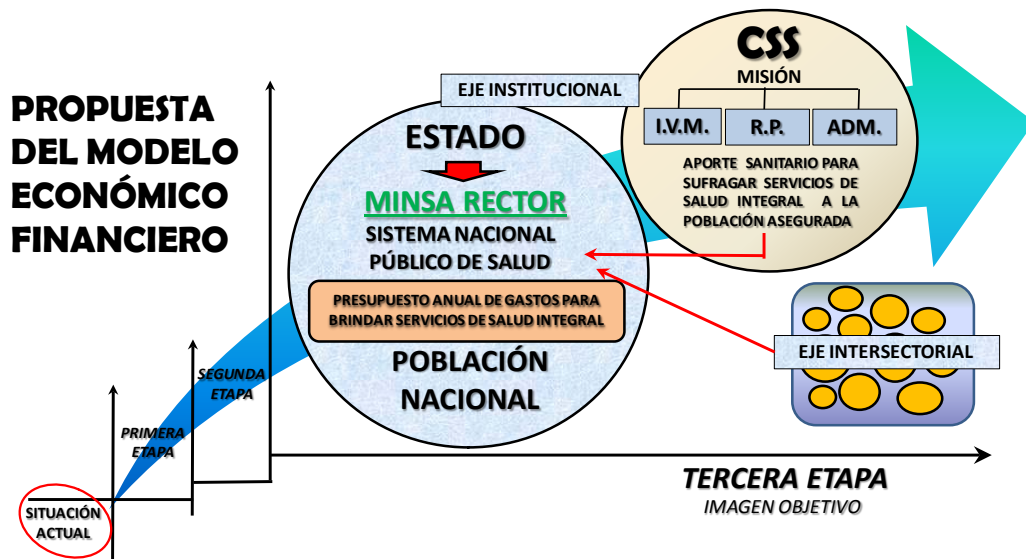 PROPUESTA
DEL MODELO
ECONÓMICO
FINANCIERO
EJE INSTITUCIONAL
ESTADO
MINSA RECTOR
SISTEMA NACIONAL
PÚBLICO DE SALUD
PRESUPUESTO ANUAL DE GASTOS PARA
BRINDAR SERVICIOS DE SALUD INTEGRAL
POBLACIÓN
NACIONAL
CSS
MISIÓN
I.V.M.
R.P.
ADM.
APORTE SANITARIO PARA
SUFRAGAR SERVICIOS DE
SALUD INTEGRAL A LA
POBLACIÓN ASEGURADA
EJE INTERSECTORIAL
SEGUNDA
ETAPA
PRIMERA
ETAPA
SITUACIÓN
ACTUAL
TERCERA ETAPA
IMAGEN OBJETIVO